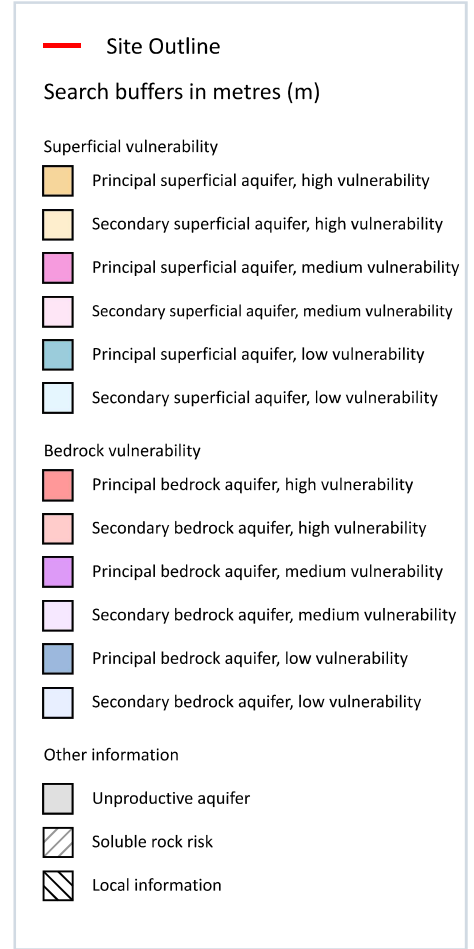 Site Outline
Search buffers in metres (m)
Superficial vulnerability
Principal superficial aquifer, high vulnerability
Secondary superficial aquifer, high vulnerability
Principal superficial aquifer, medium vulnerability
Secondary superficial aquifer, medium vulnerability
Principal superficial aquifer, low vulnerability
Secondary superficial aquifer, low vulnerability
Bedrock vulnerability
Principal bedrock aquifer, high vulnerability
Secondary bedrock aquifer, high vulnerability
Principal bedrock aquifer, medium vulnerability
Secondary bedrock aquifer, medium vulnerability
Principal bedrock aquifer, low vulnerability
Secondary bedrock aquifer, low vulnerability
Other information
Unproductive aquifer
Soluble rock risk
Local information